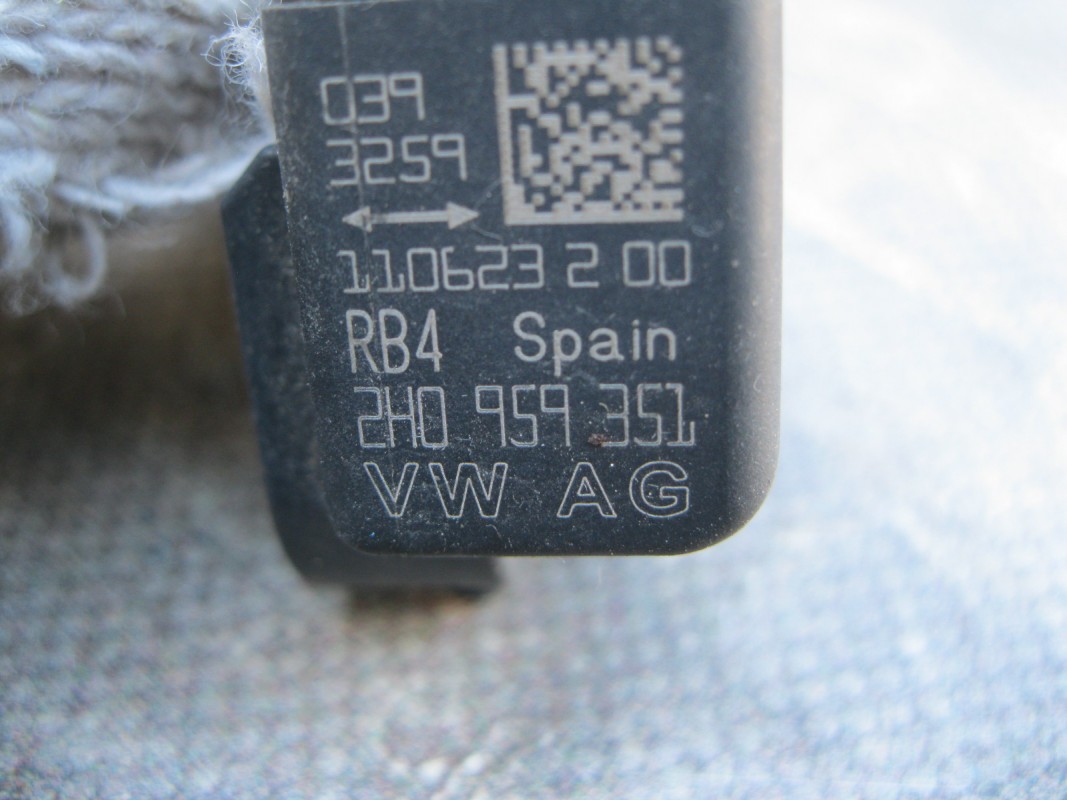 039
3259
110623 2 00
RB4 Spain
2H0 959 351
VW AG